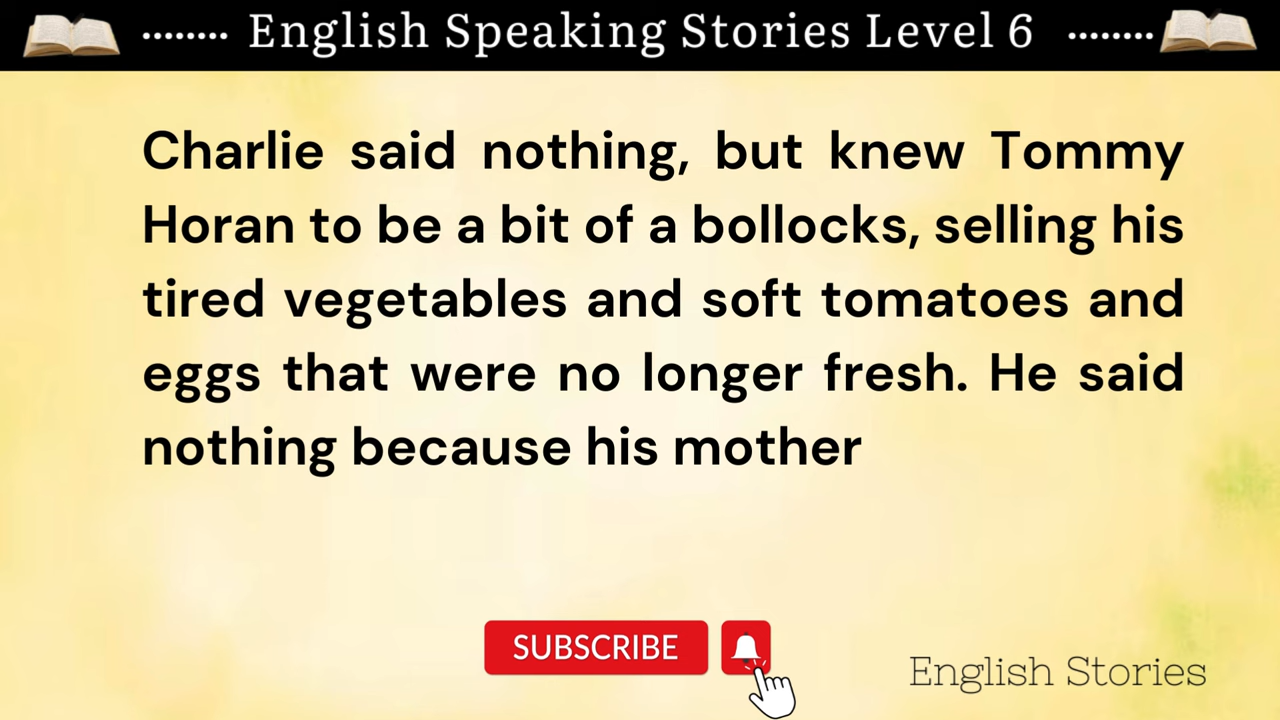 English Speaking Stories Level 6
Charlie said nothing, but knew Tommy
Horan to be a bit of a bollocks, selling his
tired vegetables and soft tomatoes and
eggs that were no longer fresh. He said
nothing because his mother
SUBSCRIBE
English Stories